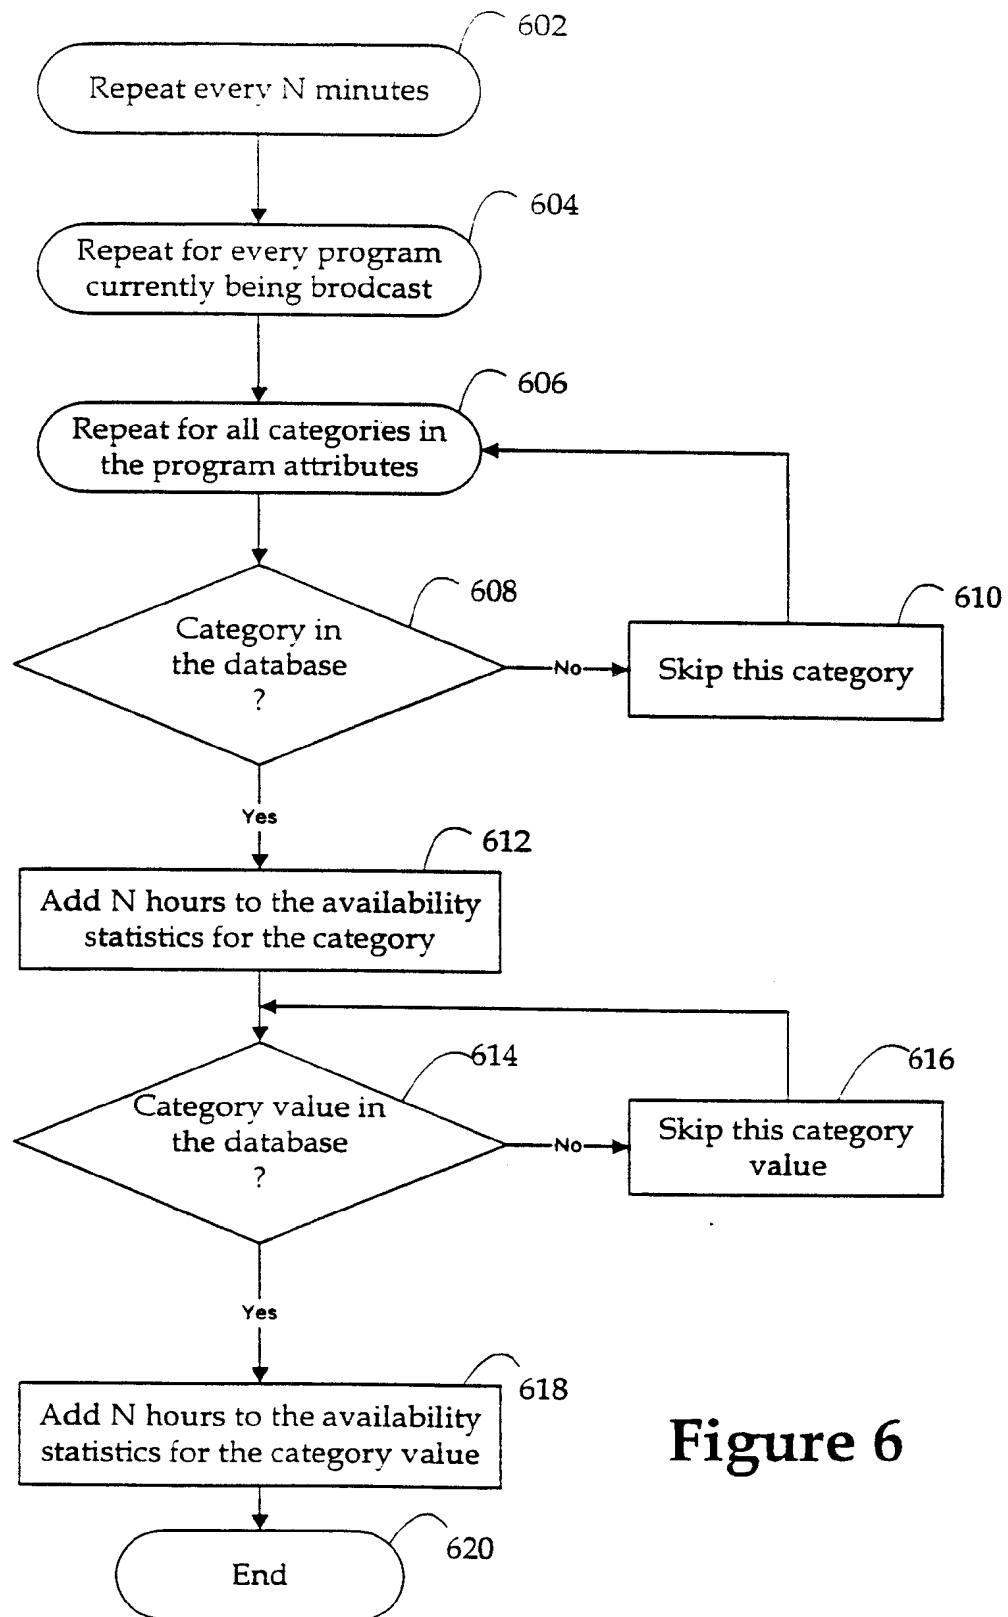 602
Repeat every N minutes
604
Repeat for every program
currently being brodcast
606
Repeat for all categories in
the program attributes
608
Category in
the database
?
No
610
Skip this category
Yes
612
Add N hours to the availability
statistics for the category
614
Category value in
the database
?
No
616
Skip this category
value
Yes
618
Add N hours to the availability
statistics for the category value
Figure 6
620
End